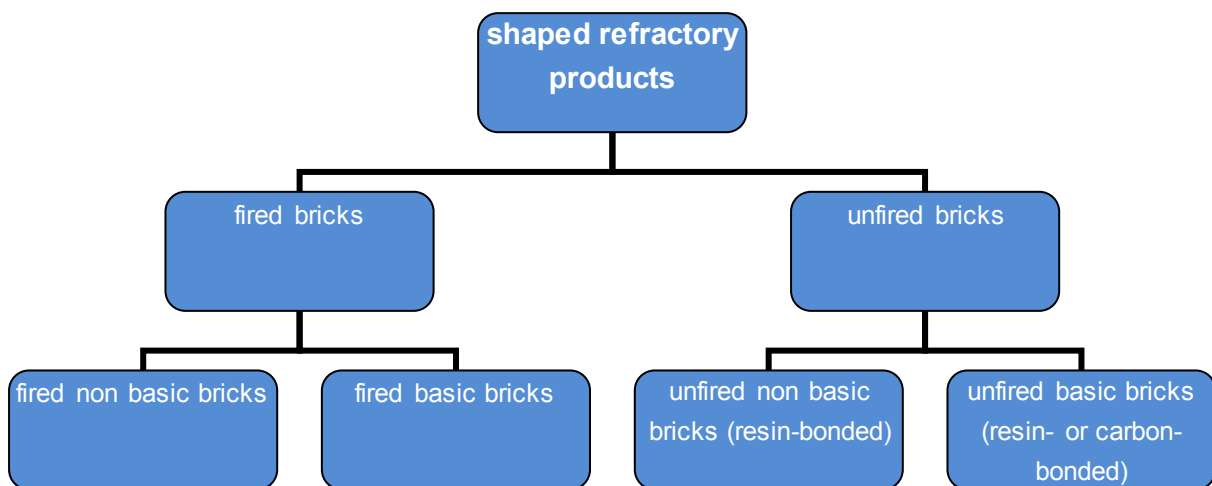 shaped refractory
products
fired bricks
unfired bricks
fired non basic bricks
fired basic bricks
unfired non basic
bricks (resin-bonded)
unfired basic bricks
(resin- or carbon-
bonded)